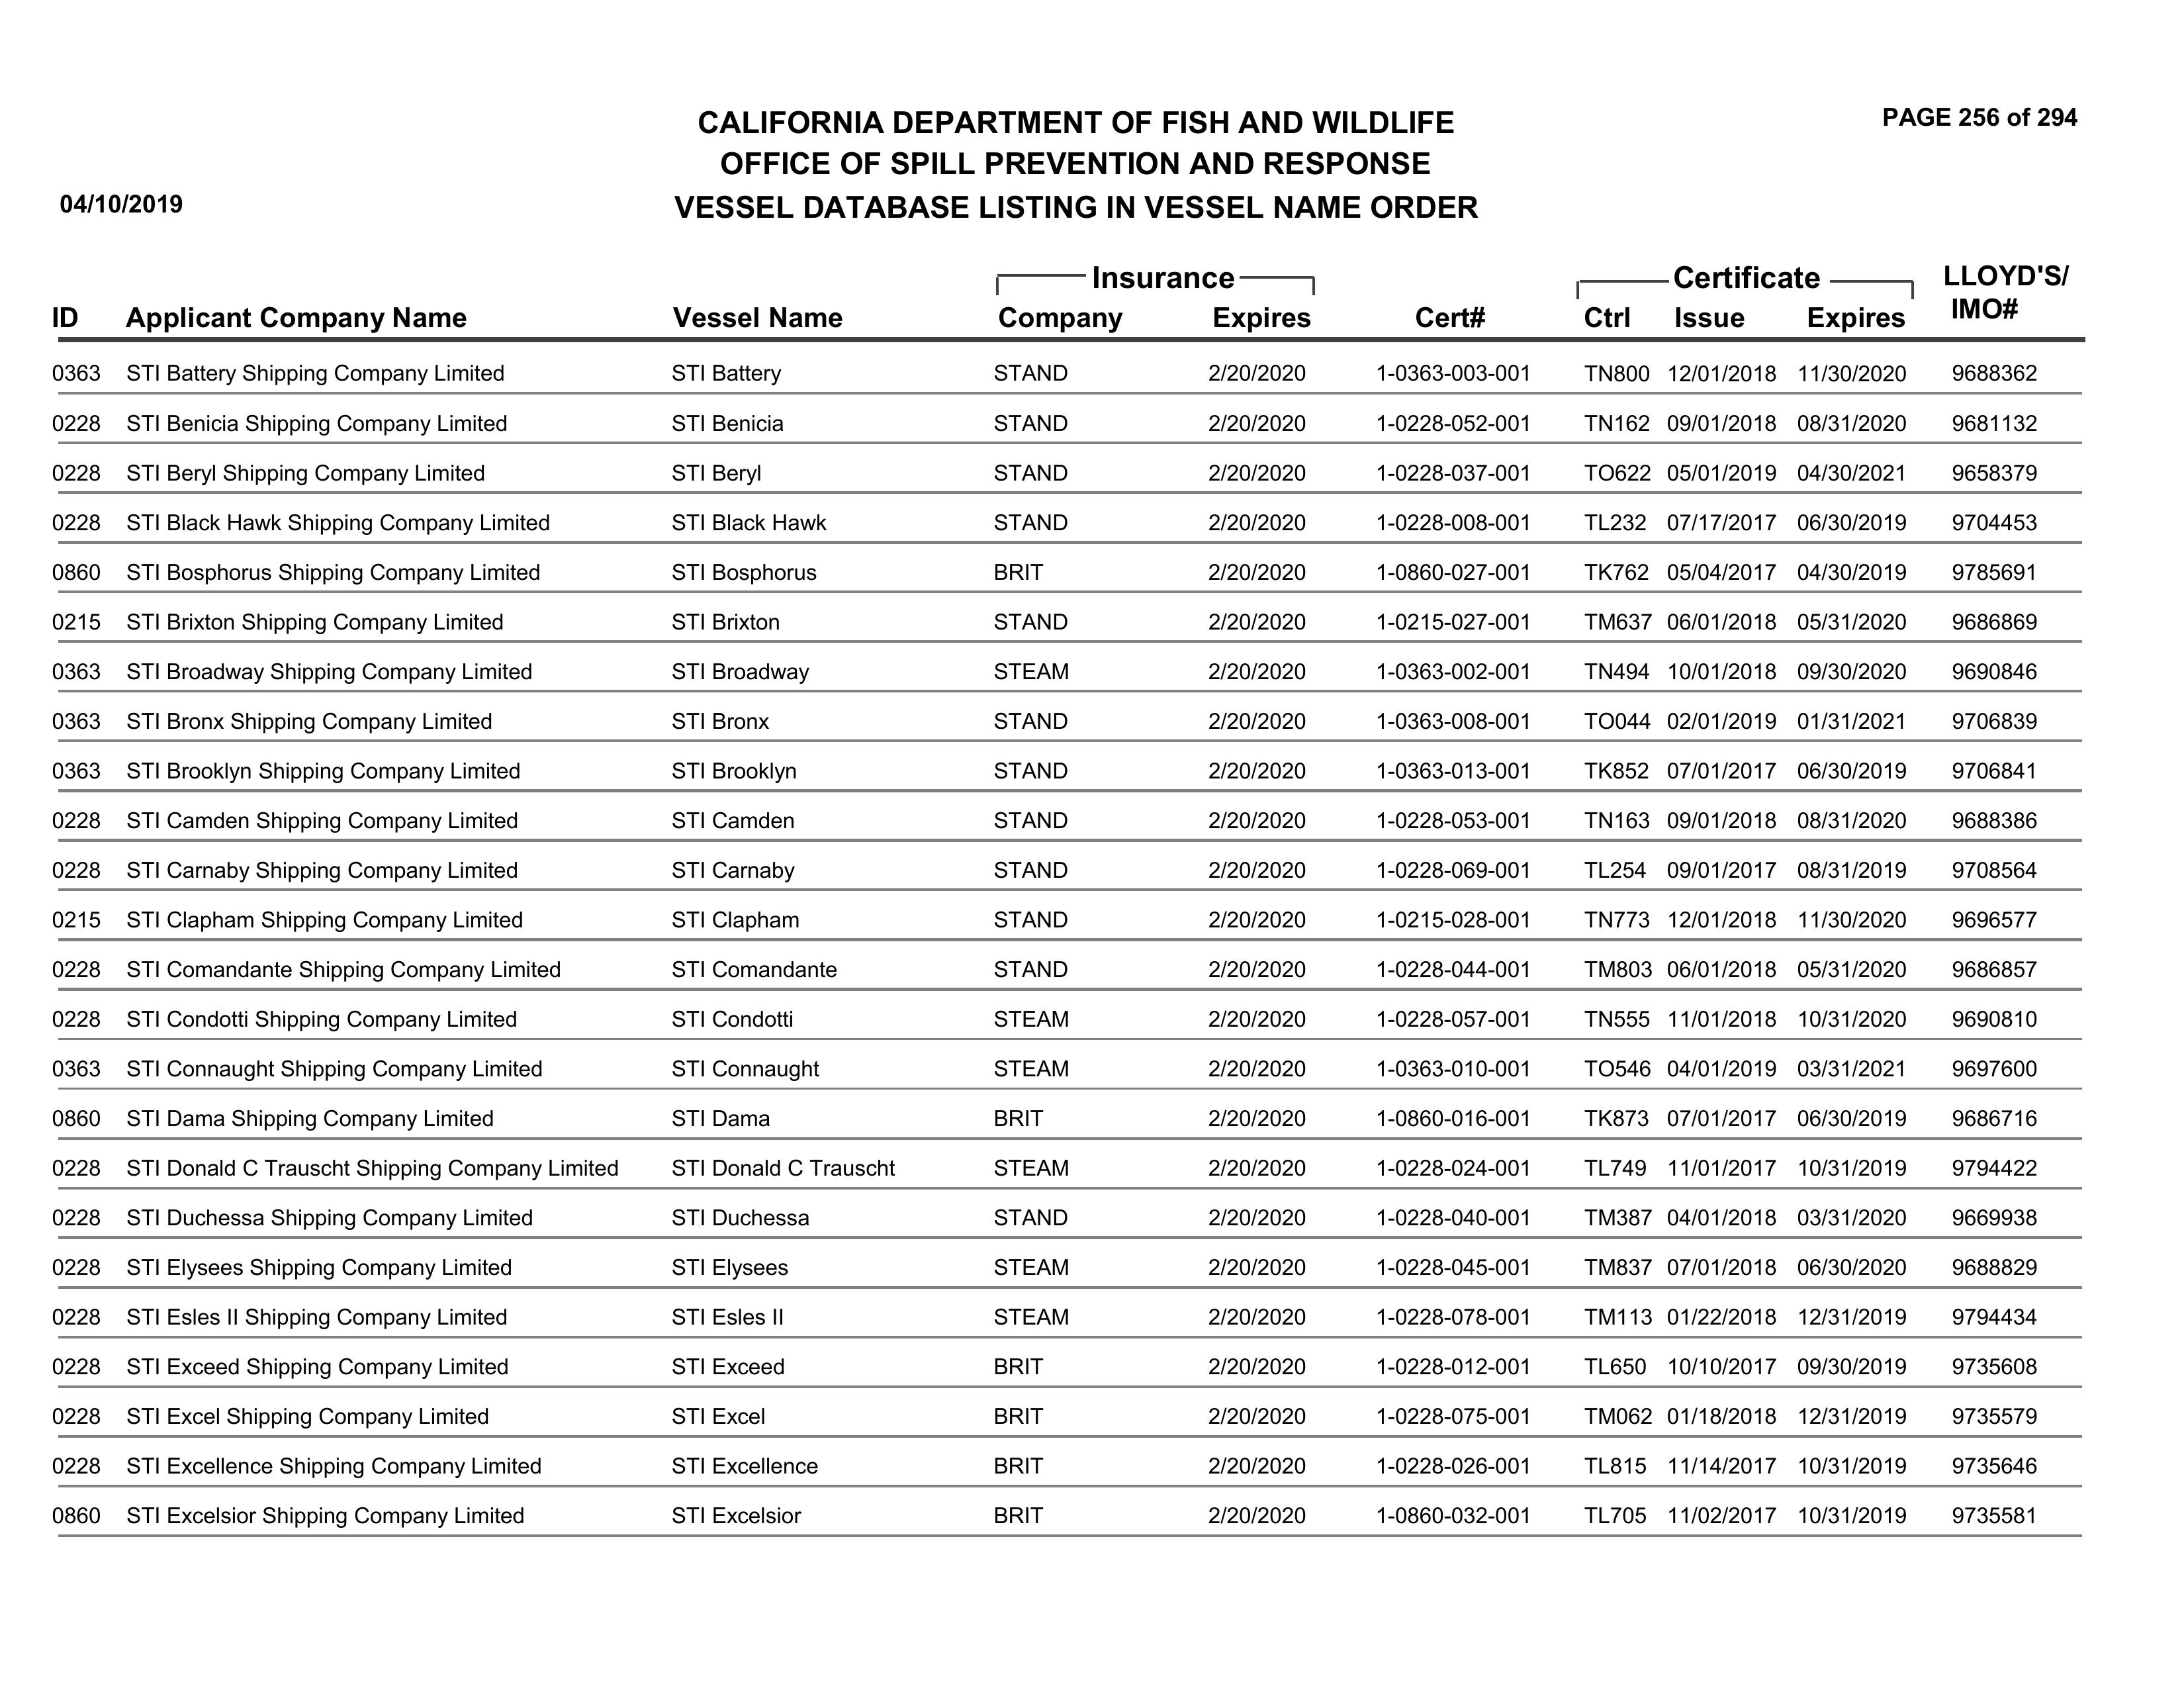 PAGE 256 of 294
CALIFORNIA DEPARTMENT OF FISH AND WILDLIFE
OFFICE OF SPILL PREVENTION AND RESPONSE
04/10/2019 VESSEL DATABASE LISTING IN VESSEL NAME ORDER
Insurance Certificate LLOYD'S/
ID Applicant Company Name Vessel Name Company Expires Cert# Ctrl Issue Expires IMO#
0363 STI Battery Shipping Company Limited STI Battery STAND 2/20/2020 1-0363-003-001 TN800 12/01/2018 11/30/2020 9688362
0228 STI Benicia Shipping Company Limited STI Benicia STAND 2/20/2020 1-0228-052-001 TN162 09/01/2018 08/31/2020 9681132
0228 STI Beryl Shipping Company Limited STI Beryl STAND 2/20/2020 1-0228-037-001 TO622 05/01/2019 04/30/2021 9658379
0228 STI Black Hawk Shipping Company Limited STI Black Hawk STAND 2/20/2020 1-0228-008-001 TL232 07/17/2017 06/30/2019 9704453
0860 STI Bosphorus Shipping Company Limited STI Bosphorus BRIT 2/20/2020 1-0860-027-001 TK762 05/04/2017 04/30/2019 9785691
0215 STI Brixton Shipping Company Limited STI Brixton STAND 2/20/2020 1-0215-027-001 TM637 06/01/2018 05/31/2020 9686869
0363 STI Broadway Shipping Company Limited STI Broadway STEAM 2/20/2020 1-0363-002-001 TN494 10/01/2018 09/30/2020 9690846
0363 STI Bronx Shipping Company Limited STI Bronx STAND 2/20/2020 1-0363-008-001 TO044 02/01/2019 01/31/2021 9706839
0363 STI Brooklyn Shipping Company Limited STI Brooklyn STAND 2/20/2020 1-0363-013-001 TK852 07/01/2017 06/30/2019 9706841
0228 STI Camden Shipping Company Limited STI Camden STAND 2/20/2020 1-0228-053-001 TN163 09/01/2018 08/31/2020 9688386
0228 STI Carnaby Shipping Company Limited STI Carnaby STAND 2/20/2020 1-0228-069-001 TL254 09/01/2017 08/31/2019 9708564
0215 STI Clapham Shipping Company Limited STI Clapham STAND 2/20/2020 1-0215-028-001 TN773 12/01/2018 11/30/2020 9696577
0228 STI Comandante Shipping Company Limited STI Comandante STAND 2/20/2020 1-0228-044-001 TM803 06/01/2018 05/31/2020 9686857
0228 STI Condotti Shipping Company Limited STI Condotti STEAM 2/20/2020 1-0228-057-001 TN555 11/01/2018 10/31/2020 9690810
0363 STI Connaught Shipping Company Limited STI Connaught STEAM 2/20/2020 1-0363-010-001 TO546 04/01/2019 03/31/2021 9697600
0860 STI Dama Shipping Company Limited STI Dama BRIT 2/20/2020 1-0860-016-001 TK873 07/01/2017 06/30/2019 9686716
0228 STI Donald C Trauscht Shipping Company Limited STI Donald C Trauscht STEAM 2/20/2020 1-0228-024-001 TL749 11/01/2017 10/31/2019 9794422
0228 STI Duchessa Shipping Company Limited STI Duchessa STAND 2/20/2020 1-0228-040-001 TM387 04/01/2018 03/31/2020 9669938
0228 STI Elysees Shipping Company Limited STI Elysees STEAM 2/20/2020 1-0228-045-001 TM837 07/01/2018 06/30/2020 9688829
0228 STI Esles II Shipping Company Limited STI Esles II STEAM 2/20/2020 1-0228-078-001 TM113 01/22/2018 12/31/2019 9794434
0228 STI Exceed Shipping Company Limited STI Exceed BRIT 2/20/2020 1-0228-012-001 TL650 10/10/2017 09/30/2019 9735608
0228 STI Excel Shipping Company Limited STI Excel BRIT 2/20/2020 1-0228-075-001 TM062 01/18/2018 12/31/2019 9735579
0228 STI Excellence Shipping Company Limited STI Excellence BRIT 2/20/2020 1-0228-026-001 TL815 11/14/2017 10/31/2019 9735646
0860 STI Excelsior Shipping Company Limited STI Excelsior BRIT 2/20/2020 1-0860-032-001 TL705 11/02/2017 10/31/2019 9735581